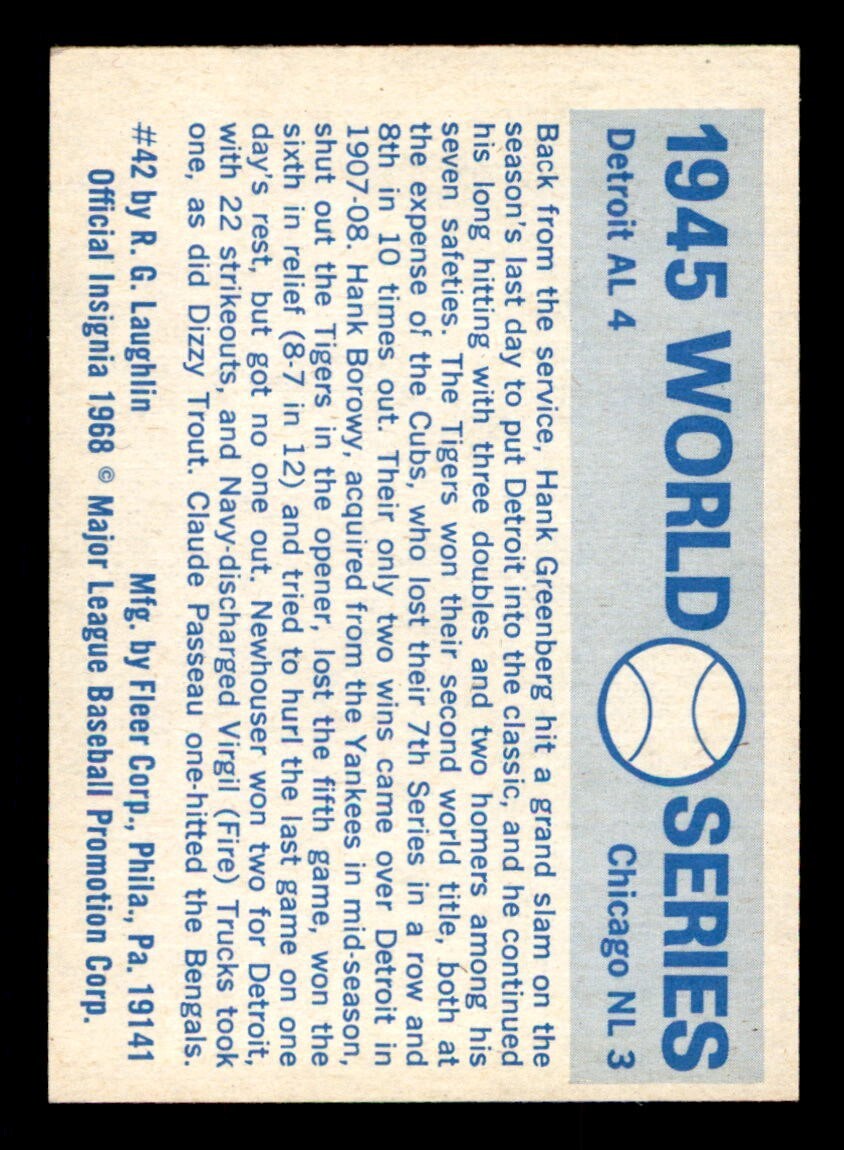 1945 WORLD SERIES
Detroit AL 4 Chicago NL 3
Back from the service, Hank Greenberg hit a grand slam on the
season's last day to put Detroit into the classic, and he continued
his long hitting with three doubles and two homers among his
seven safeties. The Tigers won their second world title, both at
the expense of the Cubs, who lost their 7th Series in a row and
8th in 10 times out. Their only two wins came over Detroit in
1907-08. Hank Borowy, acquired from the Yankees in mid-season,
shut out the Tigers in the opener, lost the fifth game, won the
sixth in relief (8-7 in 12) and tried to hurl the last game on one
day's rest, but got no one out. Newhouser won two for Detroit,
with 22 strikeouts, and Navy-discharged Virgil (Fire) Trucks took
one, as did Dizzy Trout. Claude Passeau one-hitted the Bengals.
#42 by R. G. Laughlin Mfg. by Fleer Corp., Phila., Pa. 19141
Official Insignia 1968 © Major League Baseball Promotion Corp.